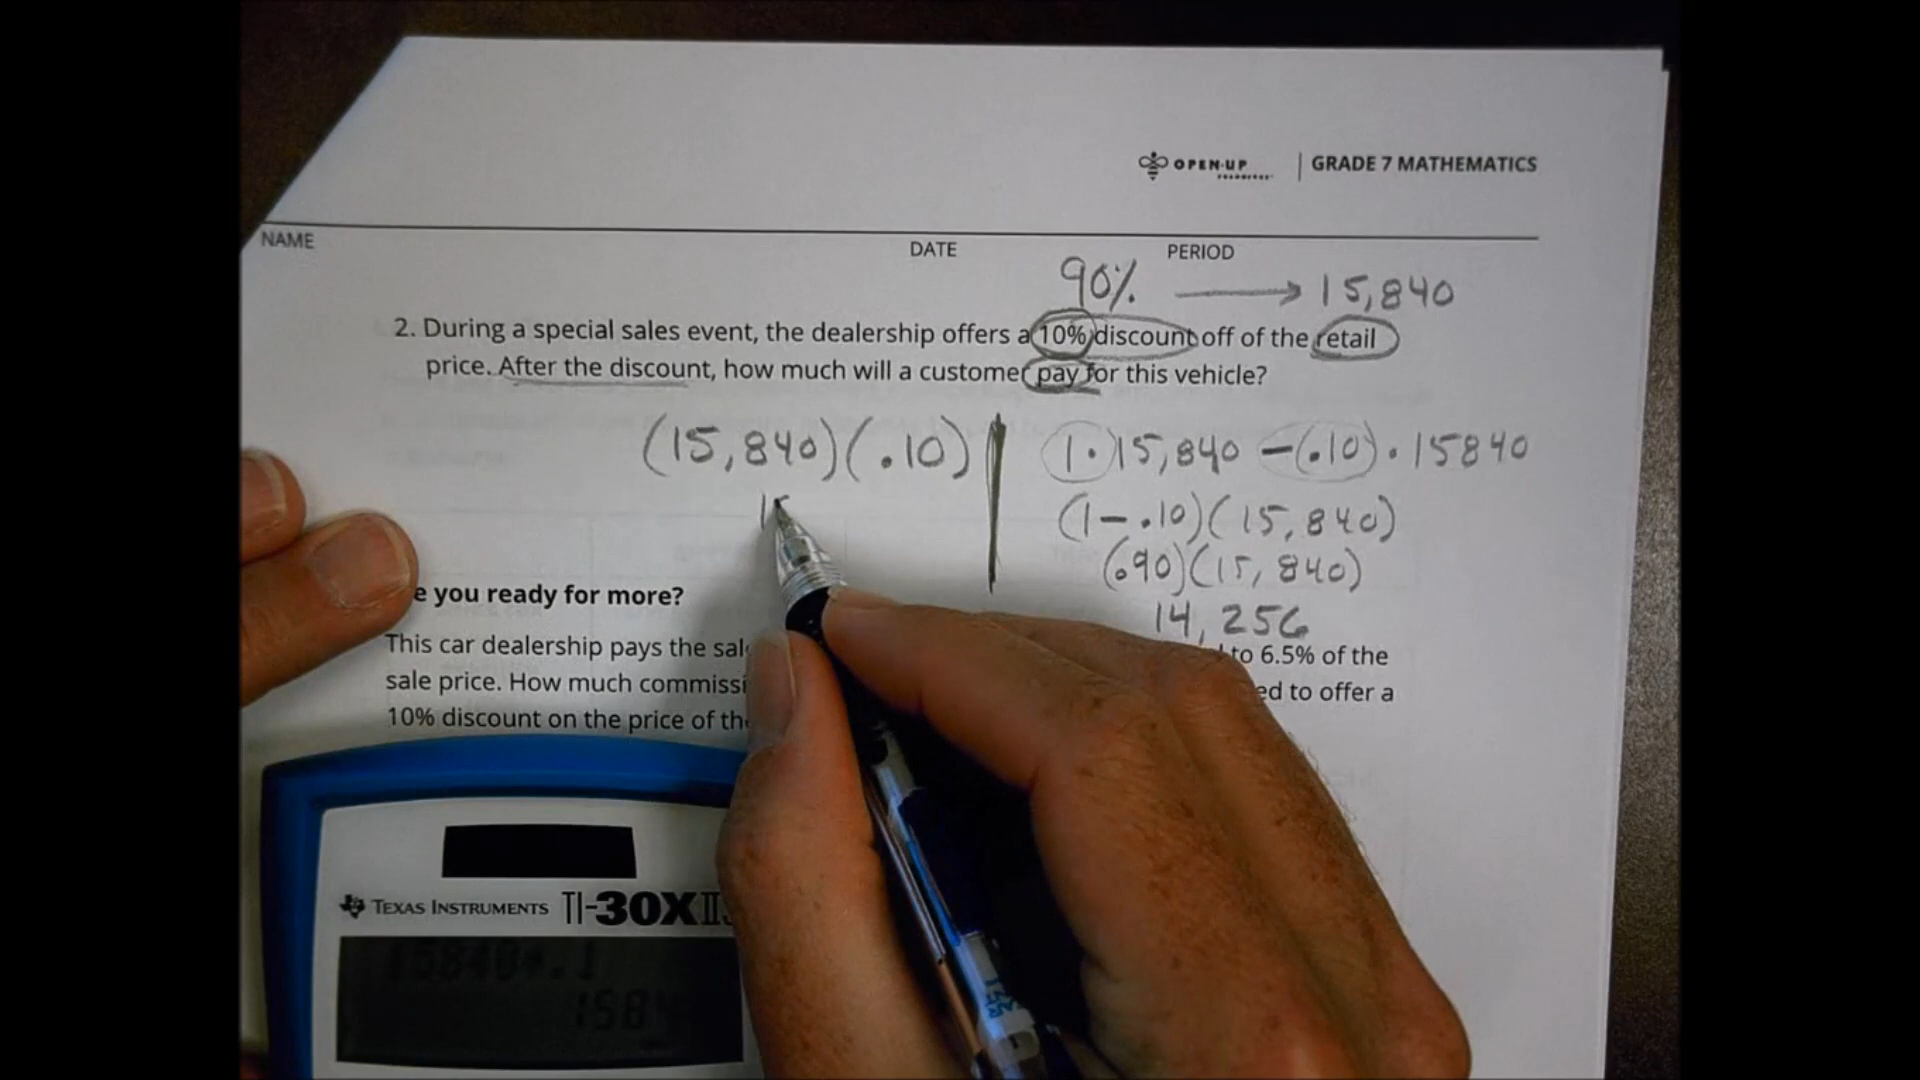 OPEN·UP GRADE 7 MATHEMATICS
NAME DATE PERIOD
90% → 15,840
2. During a special sales event, the dealership offers a 10% discount off of the retail
price. After the discount, how much will a customer pay for this vehicle?
(15,840)(.10)
1·15,840 -(.10)·15840
(1-.10)(15,840)
(.90)(15,840)
14,256
e you ready for more?
This car dealership pays the to 6.5% of the
sale price. How much ed to offer a
10% discount on the price of
TEXAS INSTRUMENTS TI-30X II
15840*.1
1584